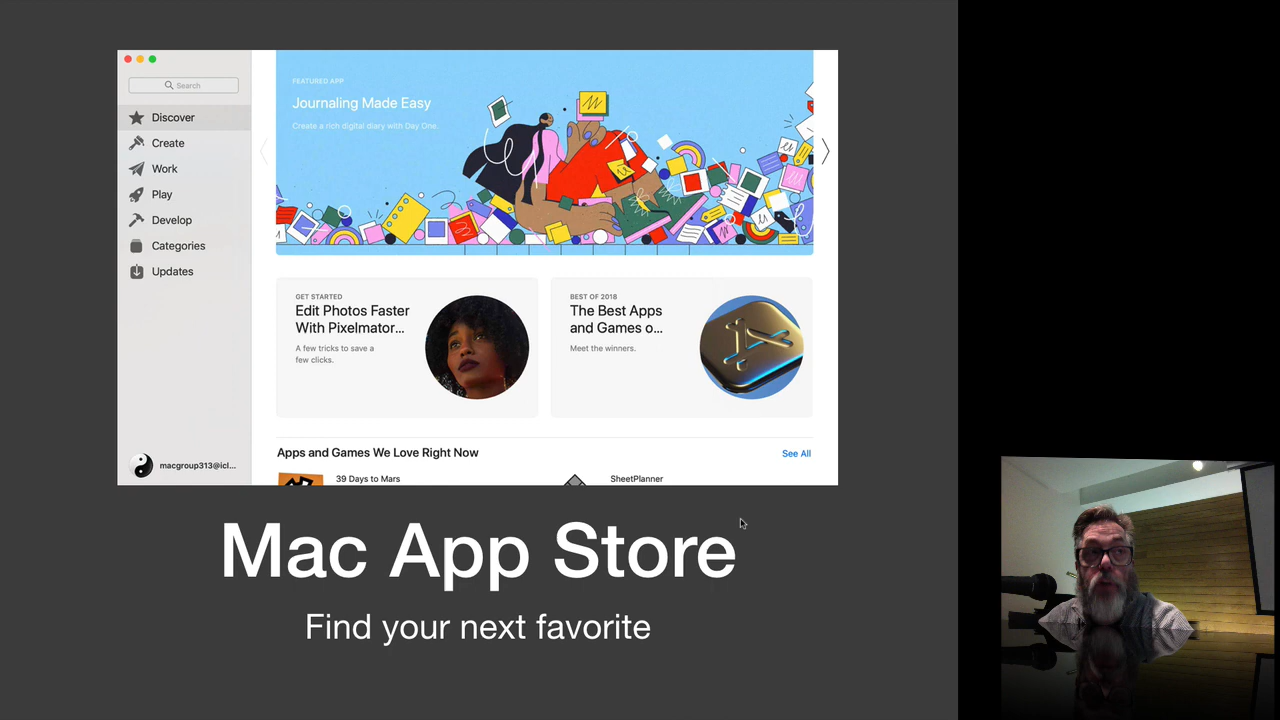 Search
Discover
Create
Work
Play
Develop
Categories
Updates
macgroup313@icl...
FEATURED APP
Journaling Made Easy
Create a rich digital diary with Day One.
GET STARTED
Edit Photos Faster
With Pixelmator...
A few tricks to save a
few clicks.
BEST OF 2018
The Best Apps
and Games o...
Meet the winners.
Apps and Games We Love Right Now
See All
39 Days to Mars
SheetPlanner
Mac App Store
Find your next favorite